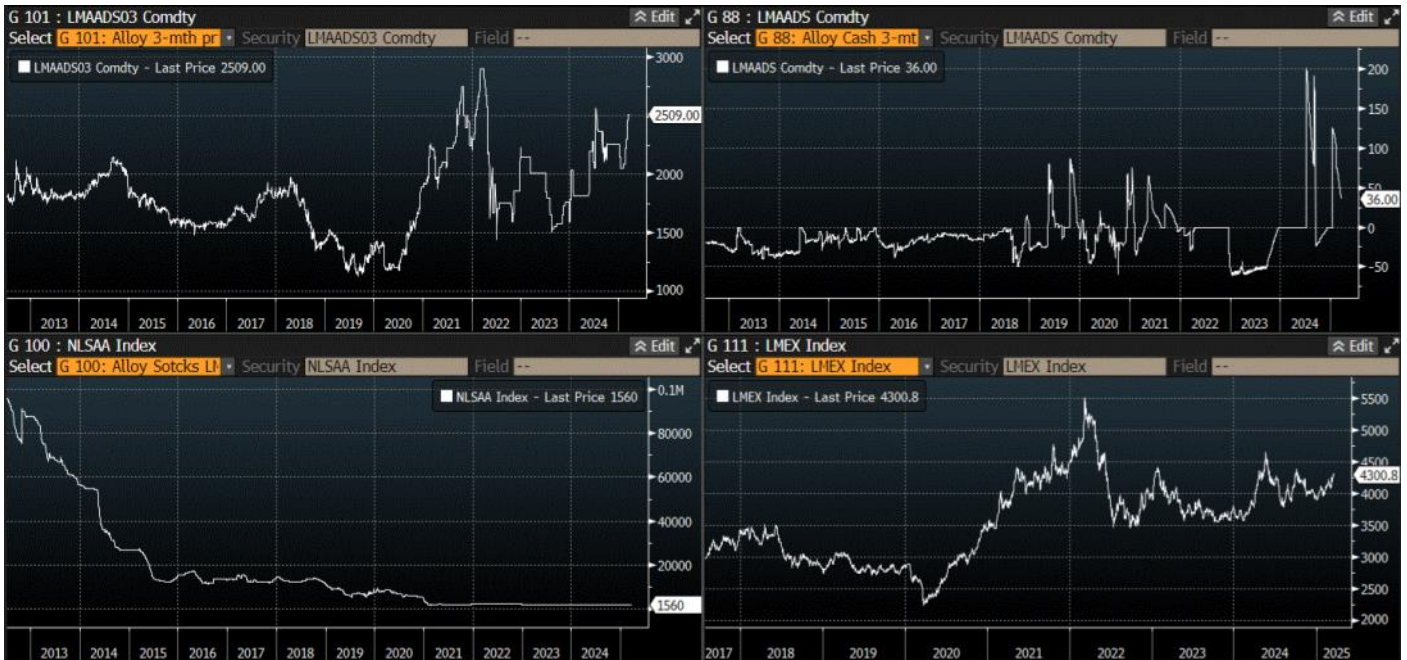 G 101 : LMAADS03 Comdty
Edit
Select G 101: Alloy 3-mth pr Security LMAADS03 Comdty Field --
LMAADS03 Comdty - Last Price 2509.00
3000
2509.00
2000
1500
1000
2013 2014 2015 2016 2017 2018 2019 2020 2021 2022 2023 2024
G 88 : LMAADS Comdty
Edit
Select G 88: Alloy Cash 3-mt Security LMAADS Comdty Field --
LMAADS Comdty - Last Price 36.00
200
150
100
50
36.00
0
-50
2013 2014 2015 2016 2017 2018 2019 2020 2021 2022 2023 2024
G 100 : NLSAA Index
Edit
Select G 100: Alloy Sotcks LM Security NLSAA Index Field --
NLSAA Index - Last Price 1560
0.1M
80000
60000
40000
20000
1560
2013 2014 2015 2016 2017 2018 2019 2020 2021 2022 2023 2024
G 111 : LMEX Index
Edit
Select G 111: LMEX Index Security LMEX Index Field --
LMEX Index - Last Price 4300.8
5500
5000
4500
4300.8
4000
3500
3000
2500
2000
2017 2018 2019 2020 2021 2022 2023 2024 2025